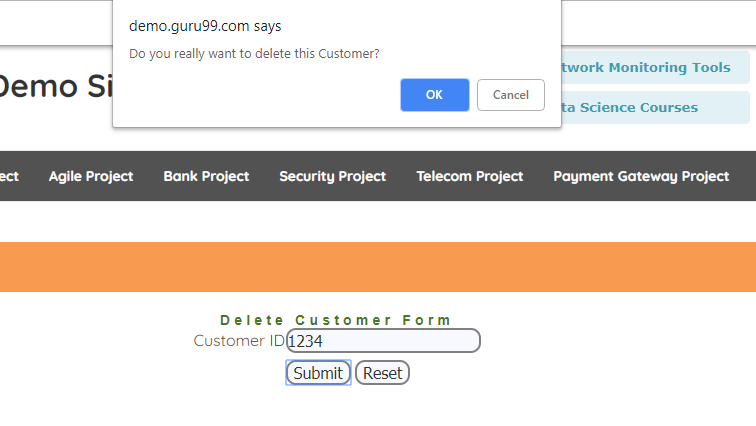 demo.guru99.com says
Do you really want to delete this Customer?
OK Cancel
Demo Si
twork Monitoring Tools
ta Science Courses
ect Agile Project Bank Project Security Project Telecom Project Payment Gateway Project
Delete Customer Form
Customer ID 1234
Submit Reset